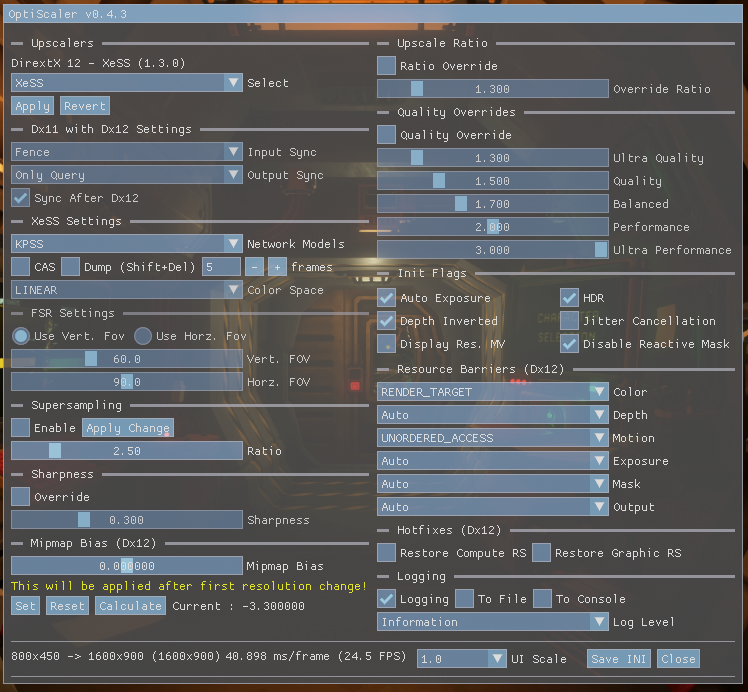 OptiScaler v0.4.3
Upscalers
DirextX 12 - XeSS (1.3.0)
XeSS Select
Apply Revert
Dx11 with Dx12 Settings
Fence Input Sync
Only Query Output Sync
Sync After Dx12
XeSS Settings
KPSS Network Models
CAS Dump (Shift+Del) 5 - + frames
LINEAR Color Space
FSR Settings
Use Vert. Fov Use Horz. Fov
60.0 Vert. FOV
90.0 Horz. FOV
Supersampling
Enable Apply Change
2.50 Ratio
Sharpness
Override
0.300 Sharpness
Mipmap Bias (Dx12)
0.000000 Mipmap Bias
This will be applied after first resolution change!
Set Reset Calculate Current : -3.300000
Upscale Ratio
Ratio Override
1.300 Override Ratio
Quality Overrides
Quality Override
1.300 Ultra Quality
1.500 Quality
1.700 Balanced
2.000 Performance
3.000 Ultra Performance
Init Flags
Auto Exposure HDR
Depth Inverted Jitter Cancellation
Display Res. MV Disable Reactive Mask
Resource Barriers (Dx12)
RENDER_TARGET Color
Auto Depth
UNORDERED_ACCESS Motion
Auto Exposure
Auto Mask
Auto Output
Hotfixes (Dx12)
Restore Compute RS Restore Graphic RS
Logging
Logging To File To Console
Information Log Level
800x450 -> 1600x900 (1600x900) 40.898 ms/frame (24.5 FPS) 1.0 UI Scale Save INI Close